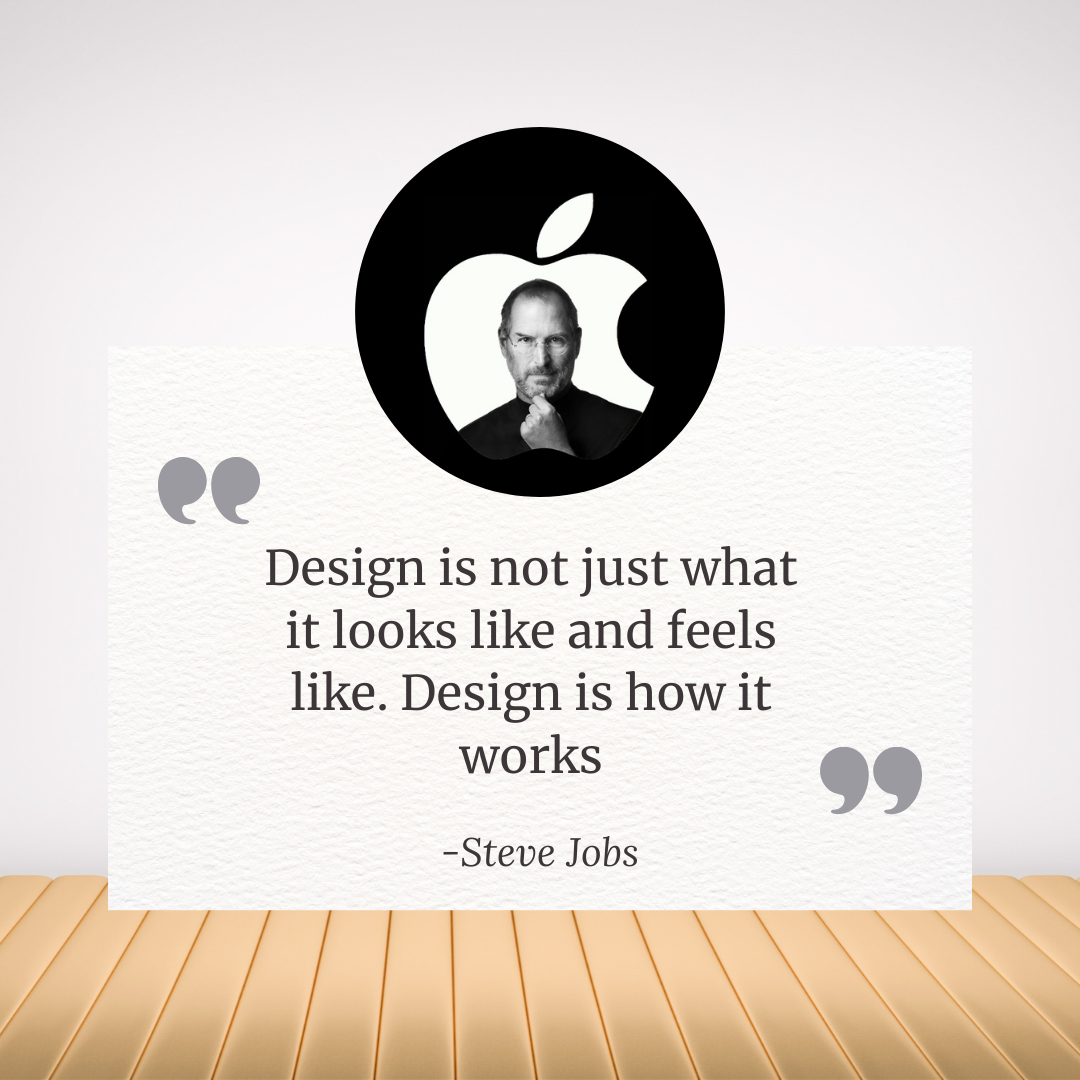 Design is not just what
it looks like and feels
like. Design is how it
works
-Steve Jobs